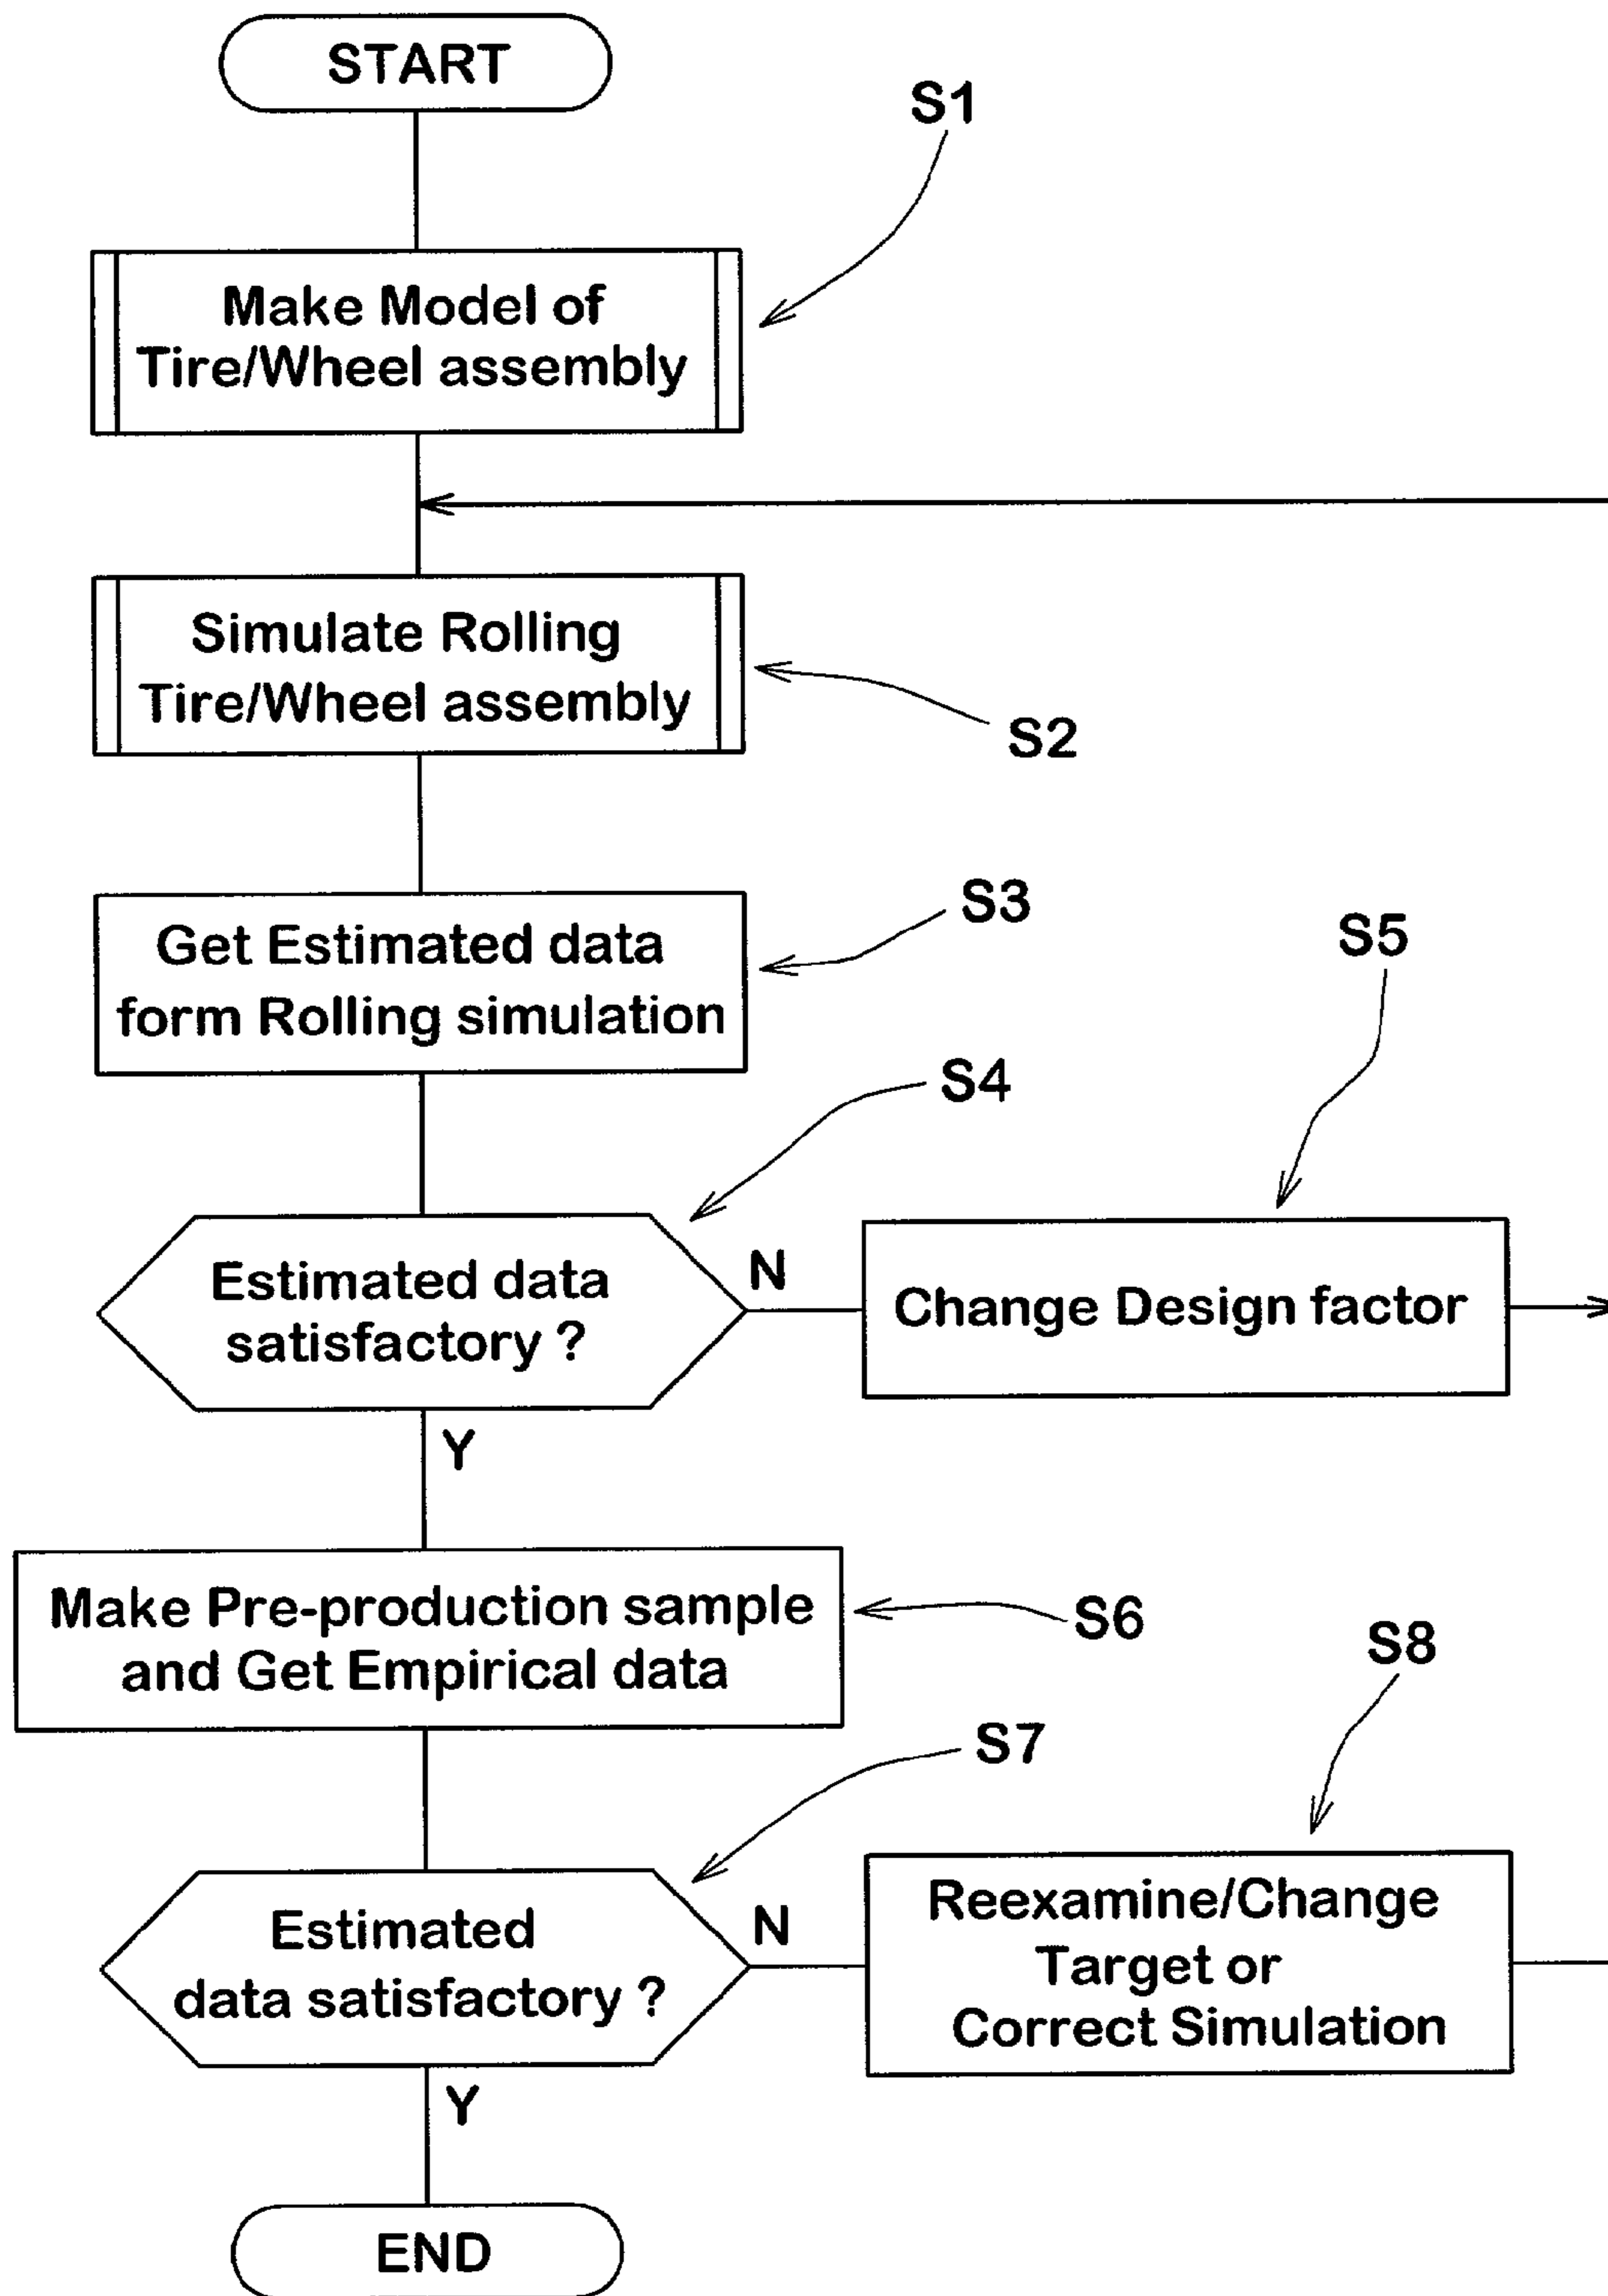 START
S1
Make Model of
Tire/Wheel assembly
Simulate Rolling
Tire/Wheel assembly
S2
S3
Get Estimated data
form Rolling simulation
S5
S4
Estimated data
satisfactory ?
N
Change Design factor
Y
Make Pre-production sample
and Get Empirical data
S6
S8
S7
Estimated
data satisfactory ?
N
Reexamine/Change
Target or
Correct Simulation
Y
END